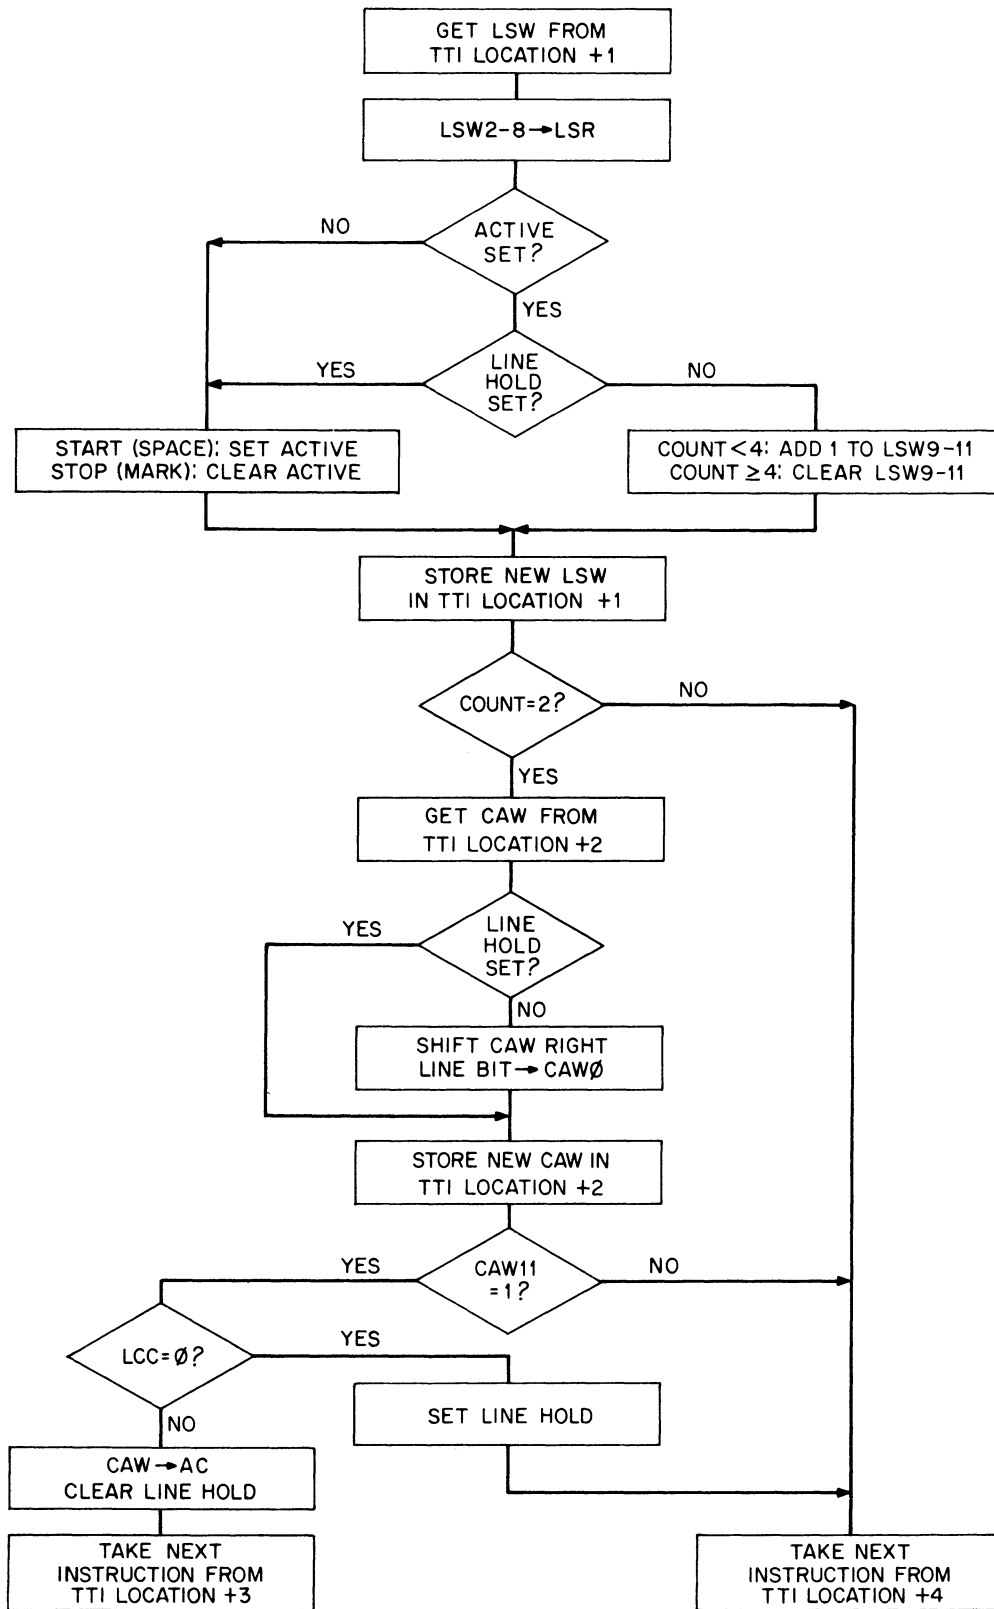 GET LSW FROM
TTI LOCATION +1
LSW2-8→LSR
ACTIVE
SET?
NO
YES
LINE
HOLD
SET?
YES
NO
START (SPACE): SET ACTIVE
STOP (MARK): CLEAR ACTIVE
COUNT<4: ADD 1 TO LSW9-11
COUNT≥4: CLEAR LSW9-11
STORE NEW LSW
IN TTI LOCATION +1
COUNT=2?
NO
YES
GET CAW FROM
TTI LOCATION +2
LINE
HOLD
SET?
YES
NO
SHIFT CAW RIGHT
LINE BIT→CAWØ
STORE NEW CAW IN
TTI LOCATION +2
CAW11
=1?
YES
NO
LCC=Ø?
YES
NO
SET LINE HOLD
CAW→AC
CLEAR LINE HOLD
TAKE NEXT
INSTRUCTION FROM
TTI LOCATION +3
TAKE NEXT
INSTRUCTION FROM
TTI LOCATION +4